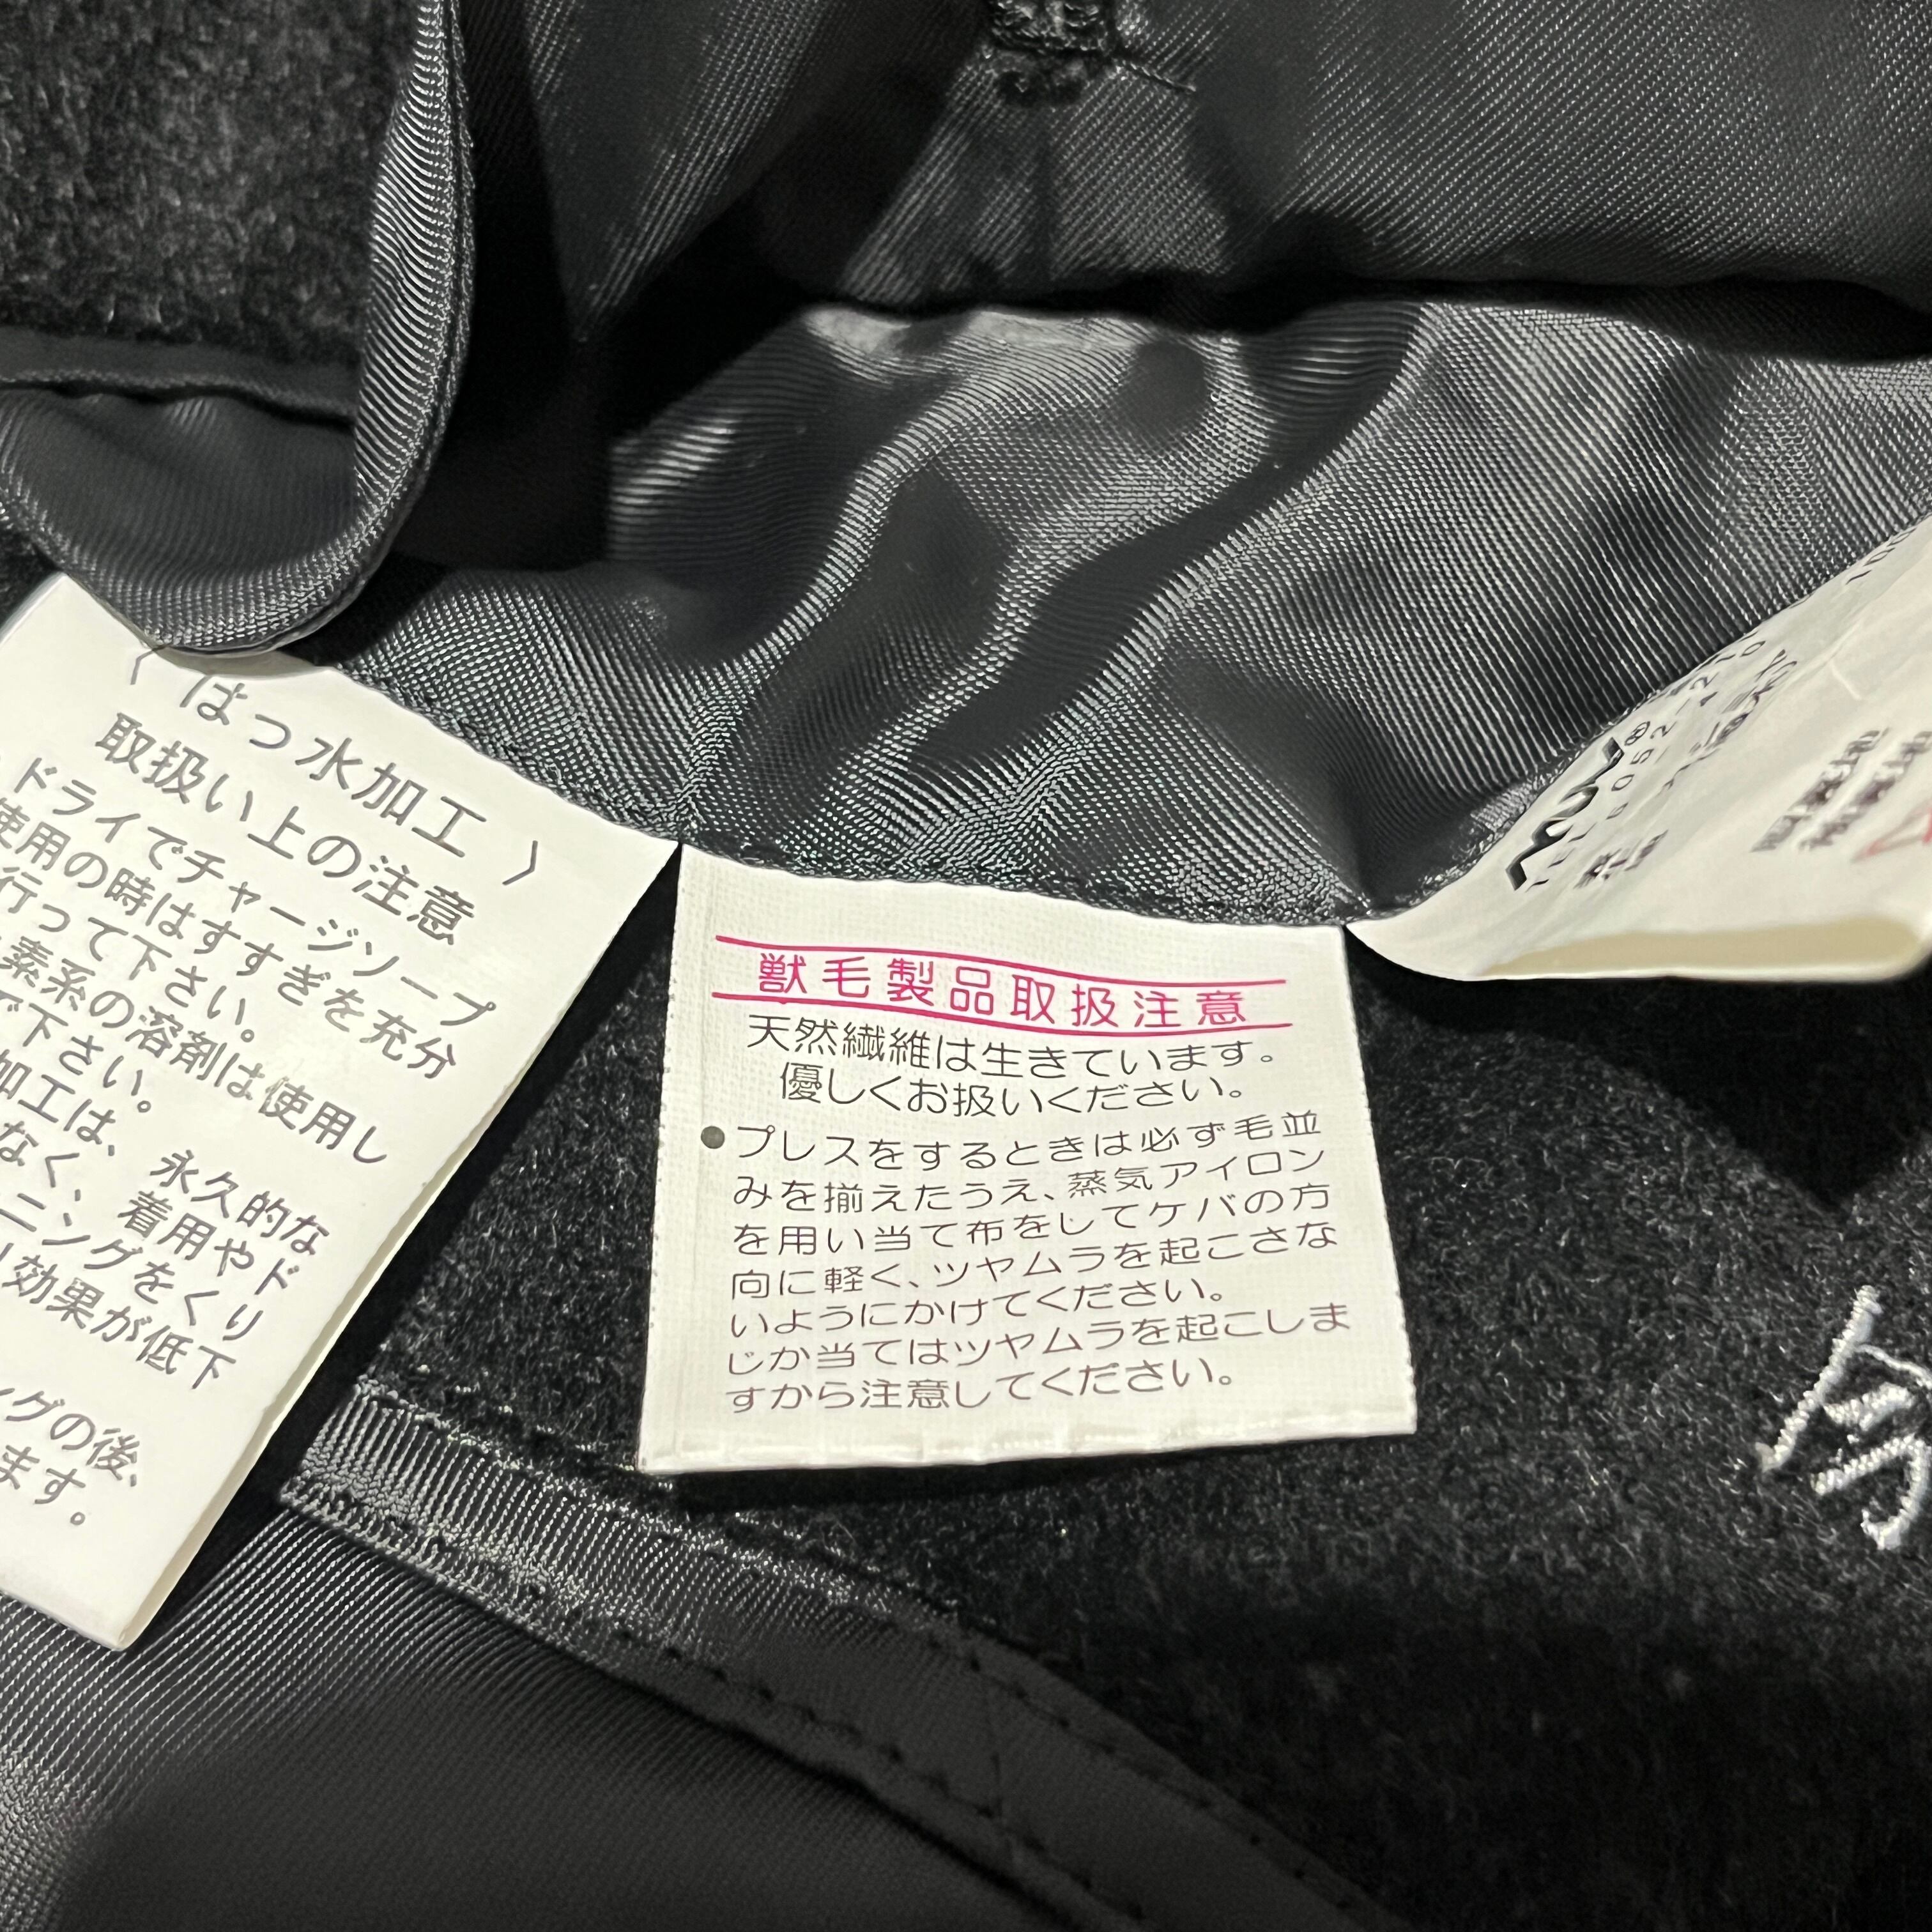 〈はっ水加工〉
取扱い上の注意
ドライでチャージソープ
使用の時はすすぎを充分
行って下さい。
素系の溶剤は使用し
で下さい。
加工は、永久的な
なく、着用やド
ニングをくり
効果が低下
ングの後、
ます。
獣毛製品取扱注意
天然繊維は生きています。
優しくお扱いください。
●プレスをするときは必ず毛並
みを揃えたうえ、蒸気アイロン
を用い当て布をしてケバの方
向に軽く、ツヤムラを起こさな
いようにかけてください。
じか当てはツヤムラを起こしま
すから注意してください。